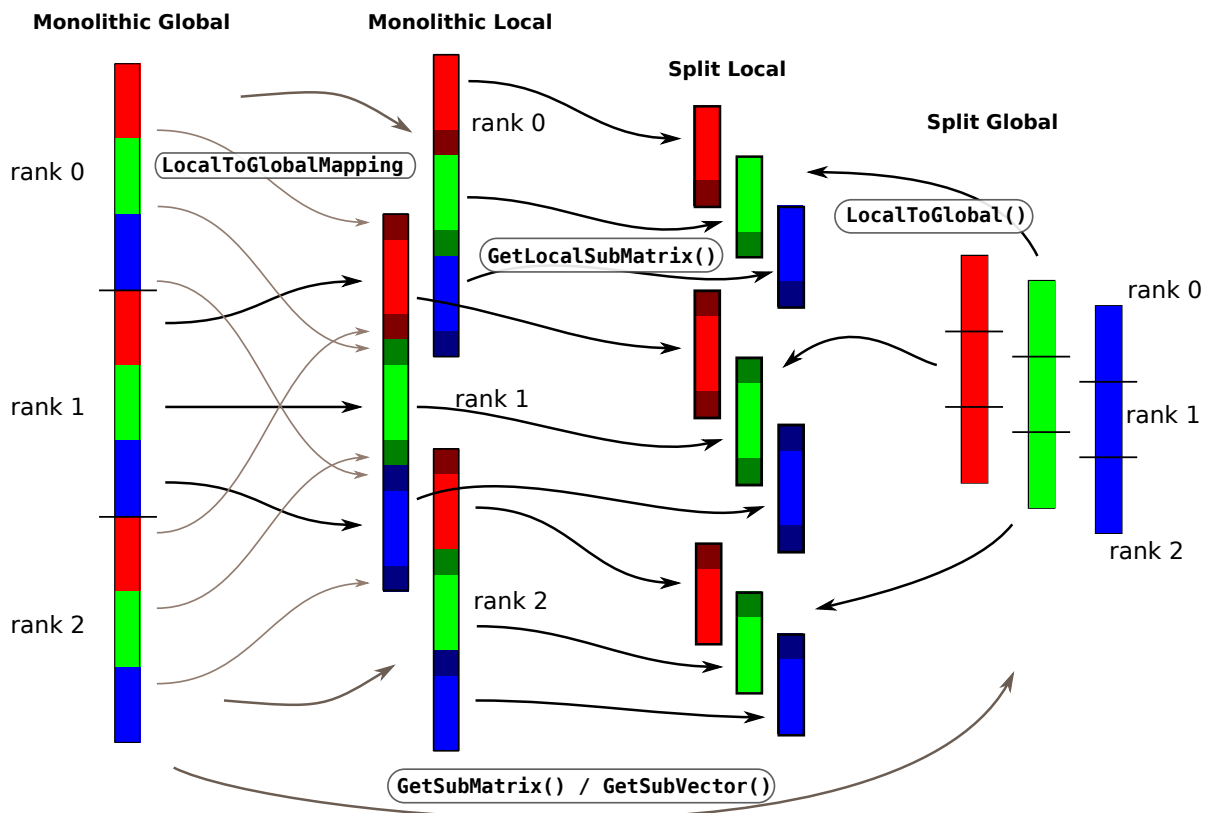 Monolithic Global
Monolithic Local
Split Local
Split Global
rank 0
LocalToGlobalMapping
rank 0
GetLocalSubMatrix()
LocalToGlobal()
rank 0
rank 1
rank 1
rank 1
rank 2
rank 2
rank 2
GetSubMatrix() / GetSubVector()